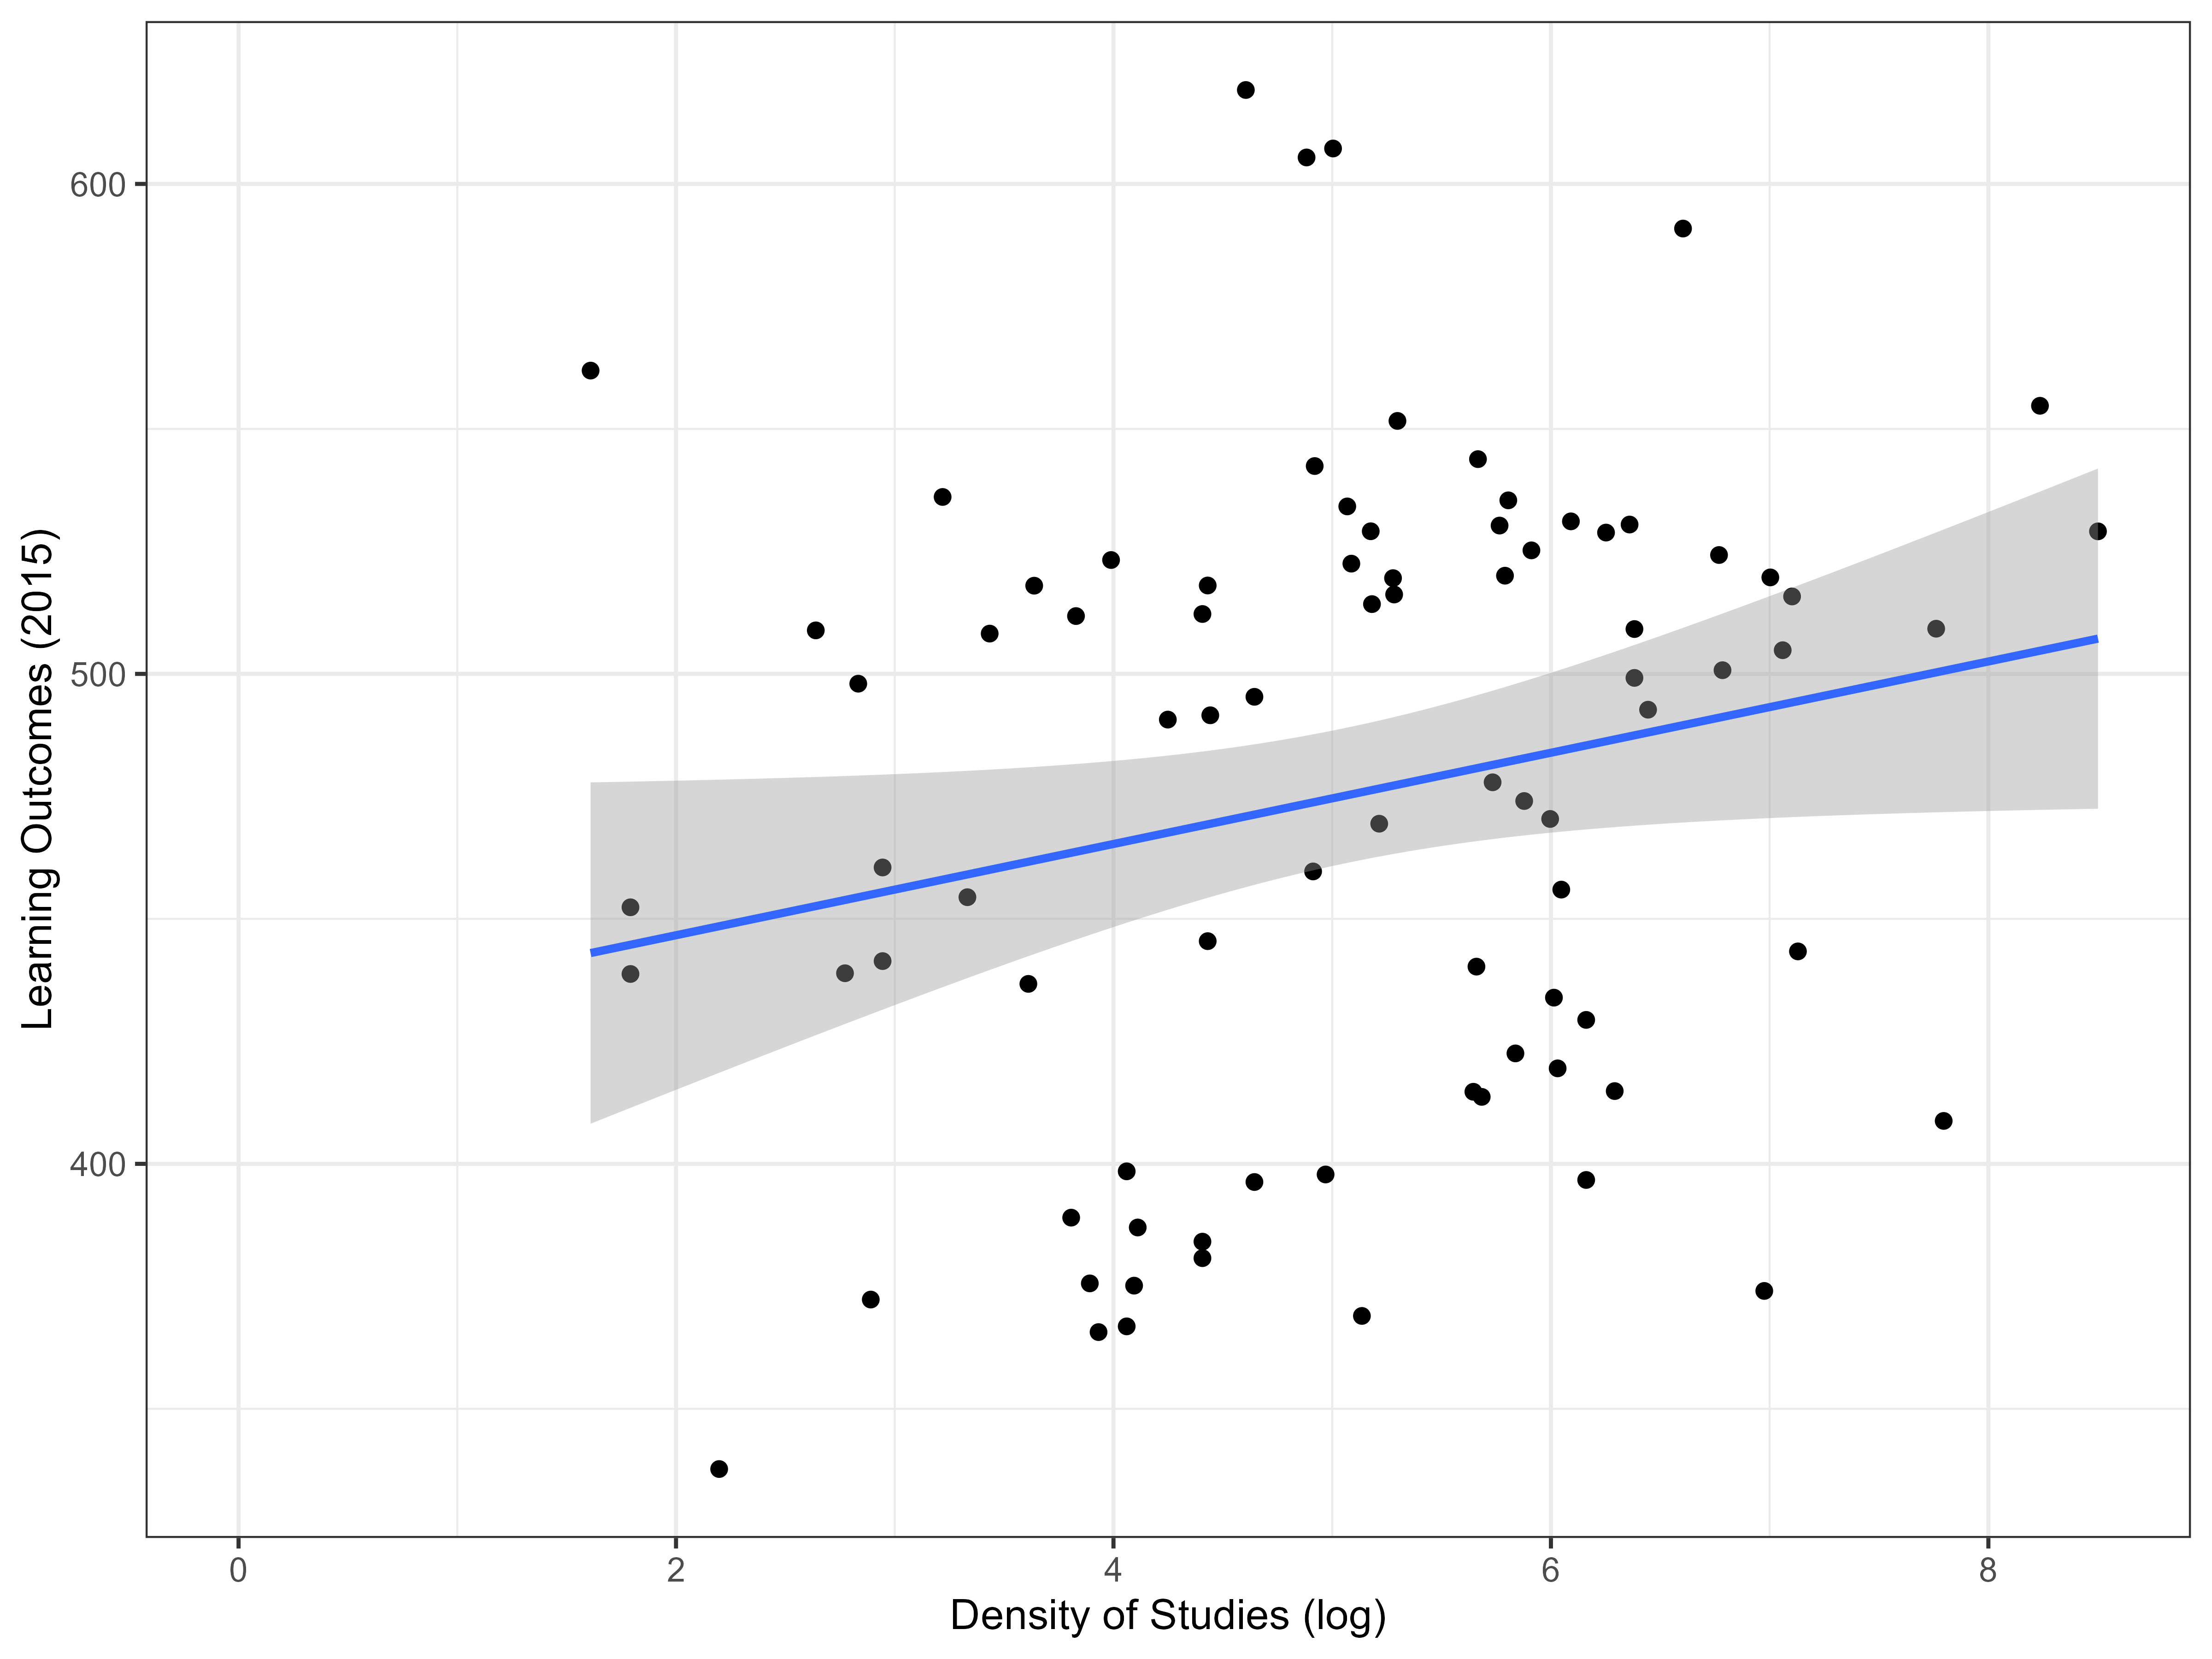 Learning Outcomes (2015)
600
500
400
0 2 4 6 8
Density of Studies (log)